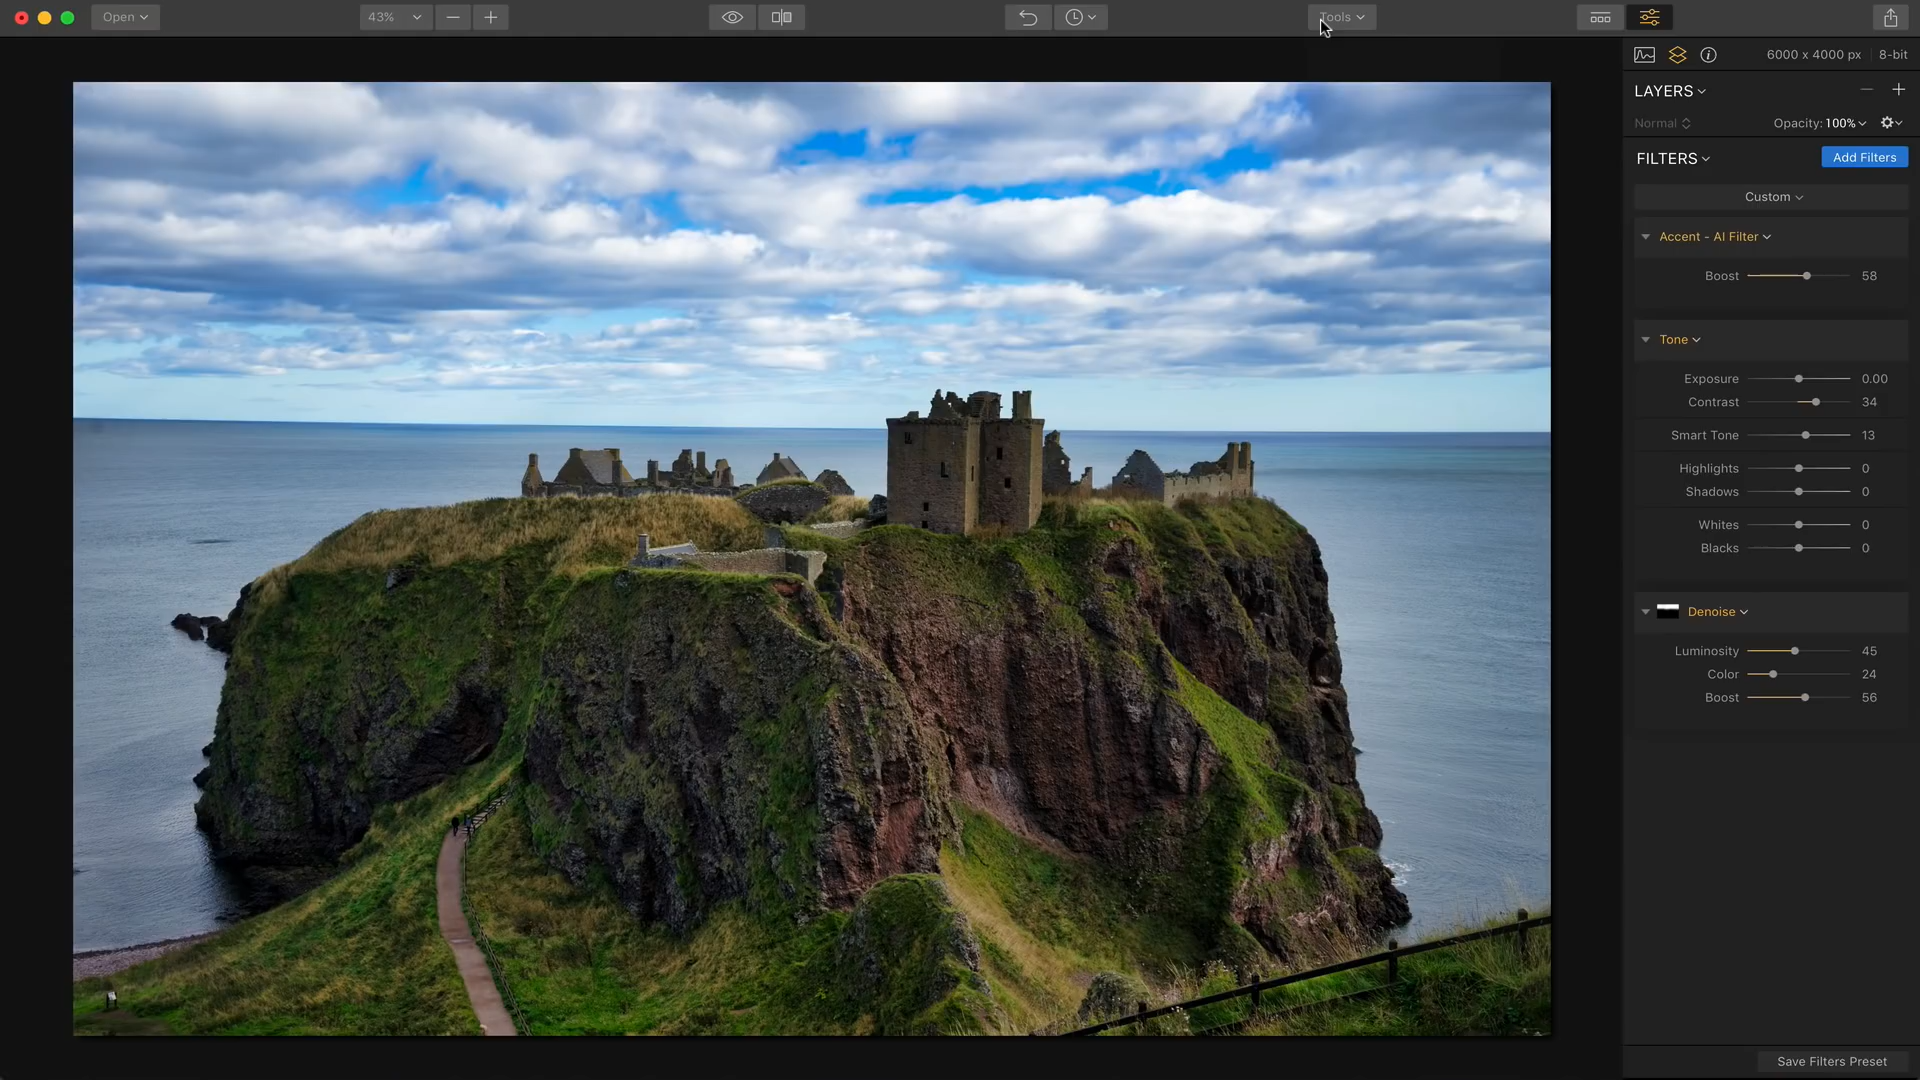 Open
43%
Tools
6000 x 4000 px
8-bit
LAYERS
Normal
Opacity: 100%
FILTERS
Add Filters
Custom
Accent - AI Filter
Boost 58
Tone
Exposure 0.00
Contrast 34
Smart Tone 13
Highlights 0
Shadows 0
Whites 0
Blacks 0
Denoise
Luminosity 45
Color 24
Boost 56
Save Filters Preset